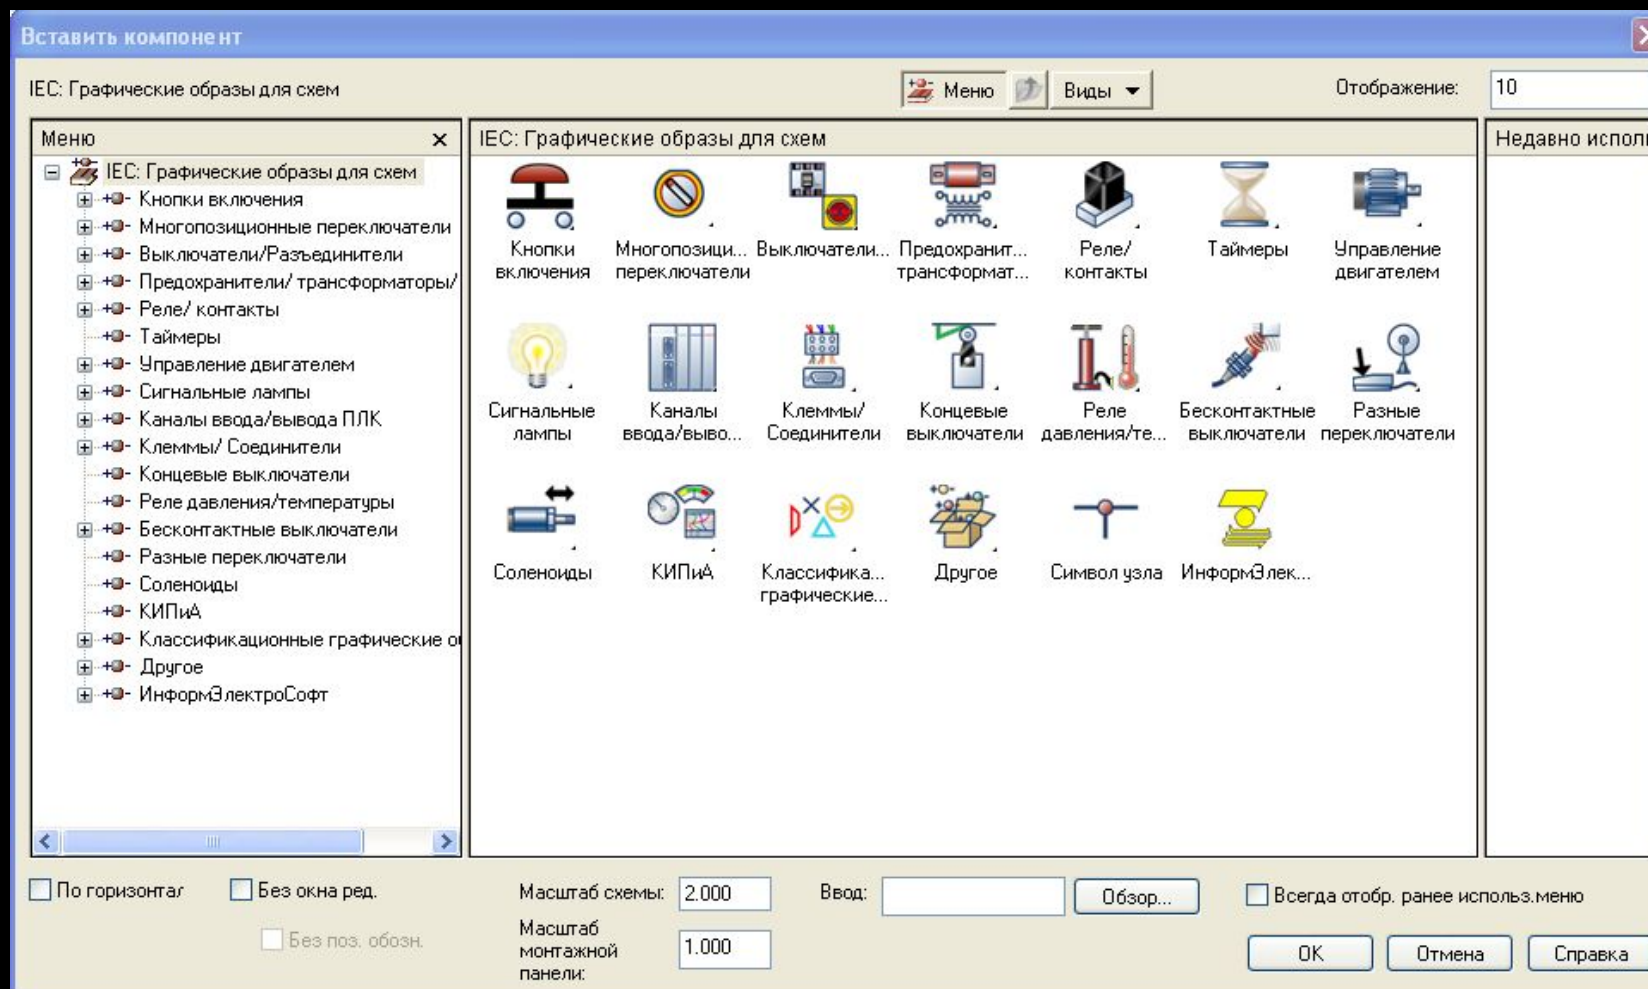 Вставить компонент
IEC: Графические образы для схем
Меню
Виды
Отображение:
10
Меню
IEC: Графические образы для схем
Кнопки включения
Многопозиционные переключатели
Выключатели/Разъединители
Предохранители/ трансформаторы/
Реле/ контакты
Таймеры
Управление двигателем
Сигнальные лампы
Каналы ввода/вывода ПЛК
Клеммы/ Соединители
Концевые выключатели
Реле давления/температуры
Бесконтактные выключатели
Разные переключатели
Соленоиды
КИПиА
Классификационные графические о
Другое
ИнформЭлектроСофт
IEC: Графические образы для схем
Кнопки
включения
Многопозици...
переключатели
Выключатели...
Предохранит...
трансформат...
Реле/
контакты
Таймеры
Управление
двигателем
Сигнальные
лампы
Каналы
ввода/выво...
Клеммы/
Соединители
Концевые
выключатели
Реле
давления/те...
Бесконтактные
выключатели
Разные
переключатели
Соленоиды
КИПиА
Классифика...
графические...
Другое
Символ узла
ИнформЭлек...
Недавно исполь
По горизонтал
Без окна ред.
Без поз. обозн.
Масштаб схемы:
2.000
Масштаб
монтажной
панели:
1.000
Ввод:
Обзор...
Всегда отобр. ранее использ.меню
OK
Отмена
Справка